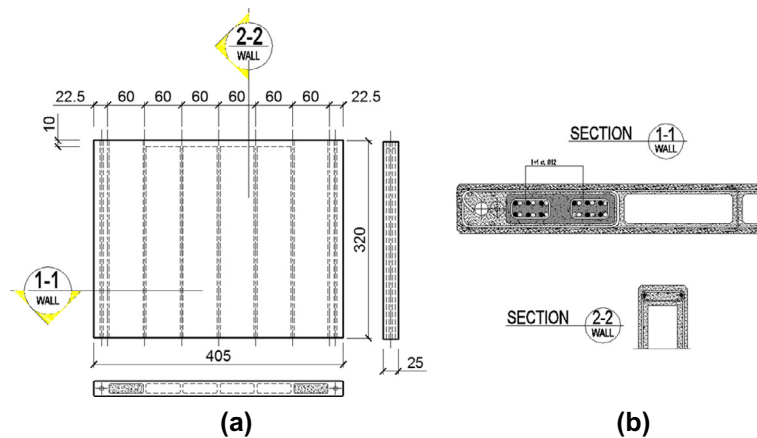 2-2
WALL
22.5 60 60 60 60 60 60 22.5
10
320
1-1
WALL
405
25
SECTION 1-1
WALL
SECTION 2-2
WALL
(a) (b)